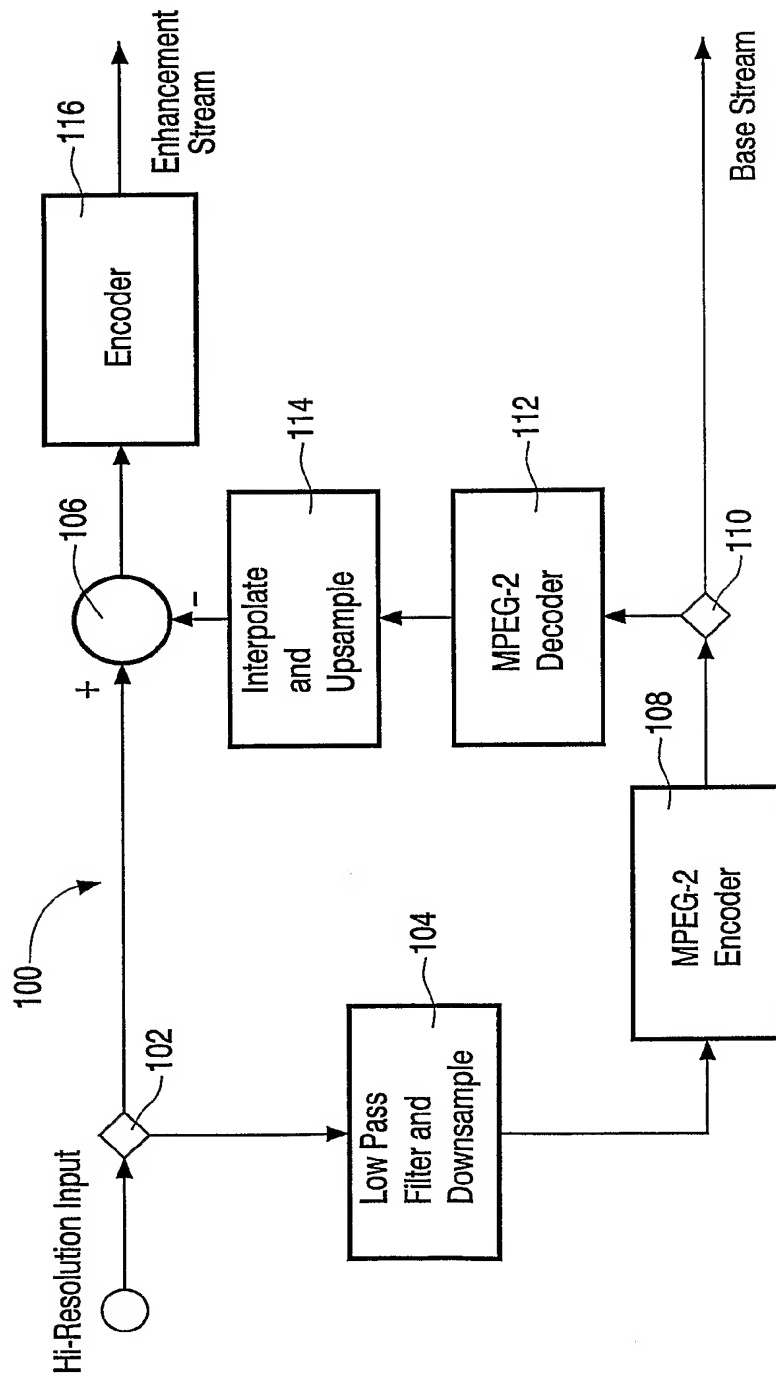 Hi-Resolution Input
102
100
+
-
106
Encoder
116
Enhancement
Stream
Low Pass
Filter and
Downsample
104
Interpolate
and
Upsample
114
MPEG-2
Decoder
112
MPEG-2
Encoder
108
110
Base Stream